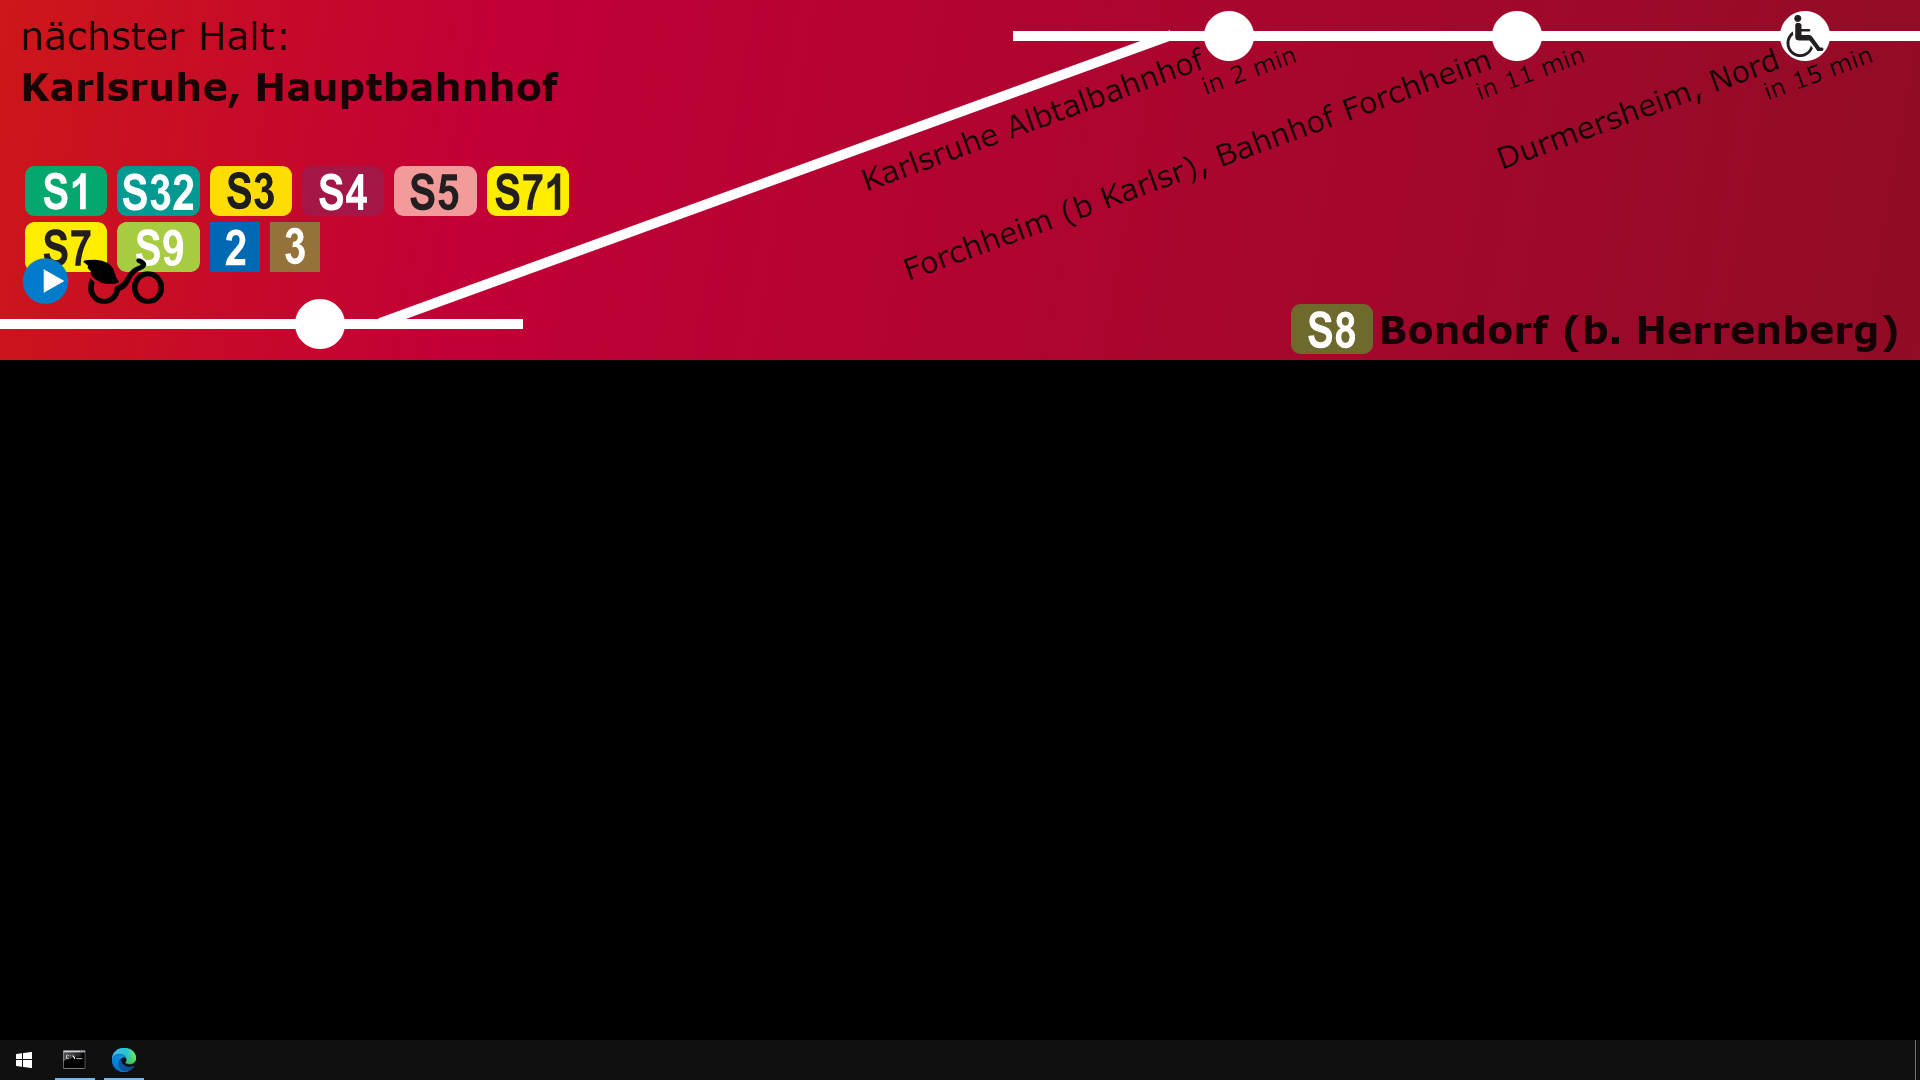 nächster Halt:
Karlsruhe, Hauptbahnhof
S1 S32 S3 S4 S5 S71
S7 S9 2 3
Karlsruhe Albtalbahnhof
in 2 min
Forchheim (b Karlsr), Bahnhof Forchheim
in 11 min
Durmersheim, Nord
in 15 min
S8 Bondorf (b. Herrenberg)